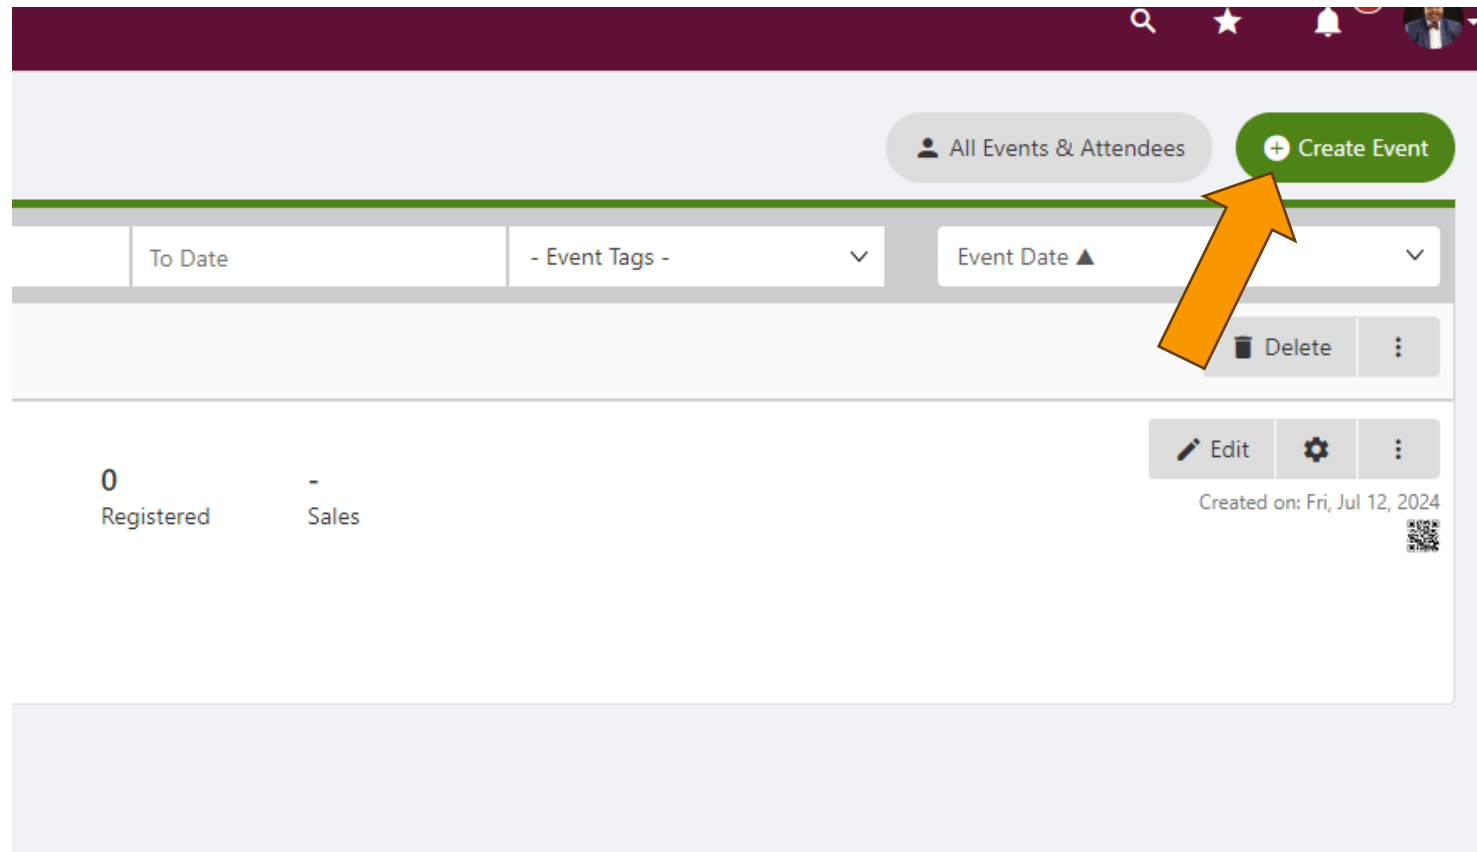 All Events & Attendees
Create Event
To Date
- Event Tags -
Event Date ▲
Delete
Edit
0
Registered
-
Sales
Created on: Fri, Jul 12, 2024